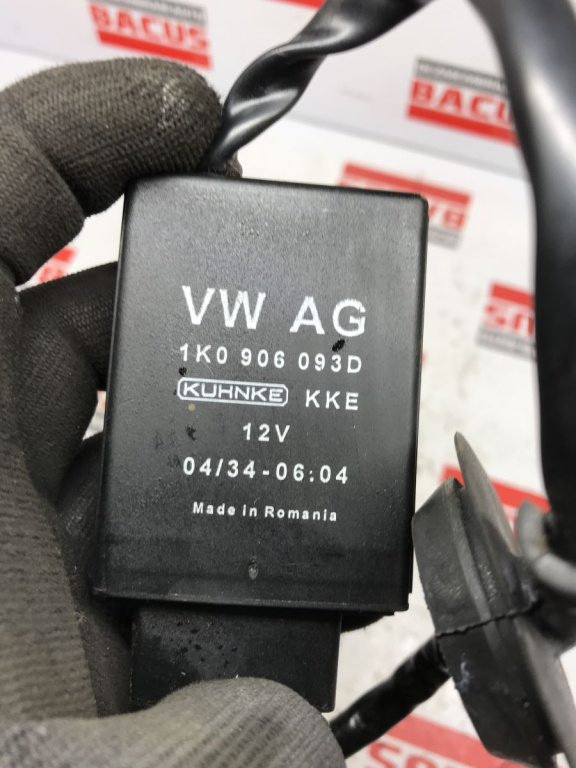 BACUS
BACUS
VW AG
1K0 906 093D
KUHNKE KKE
12V
04/34-06:04
Made in Romania